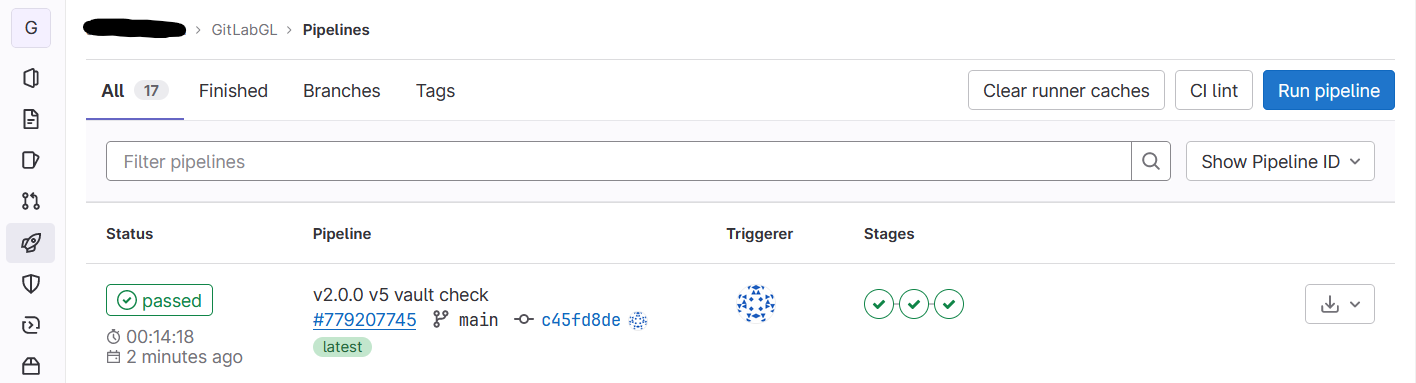 G
GitLabGL > Pipelines
All 17 Finished Branches Tags Clear runner caches CI lint Run pipeline
Filter pipelines Show Pipeline ID
Status Pipeline Triggerer Stages
passed v2.0.0 v5 vault check
#779207745 main c45fd8de
00:14:18 latest
2 minutes ago